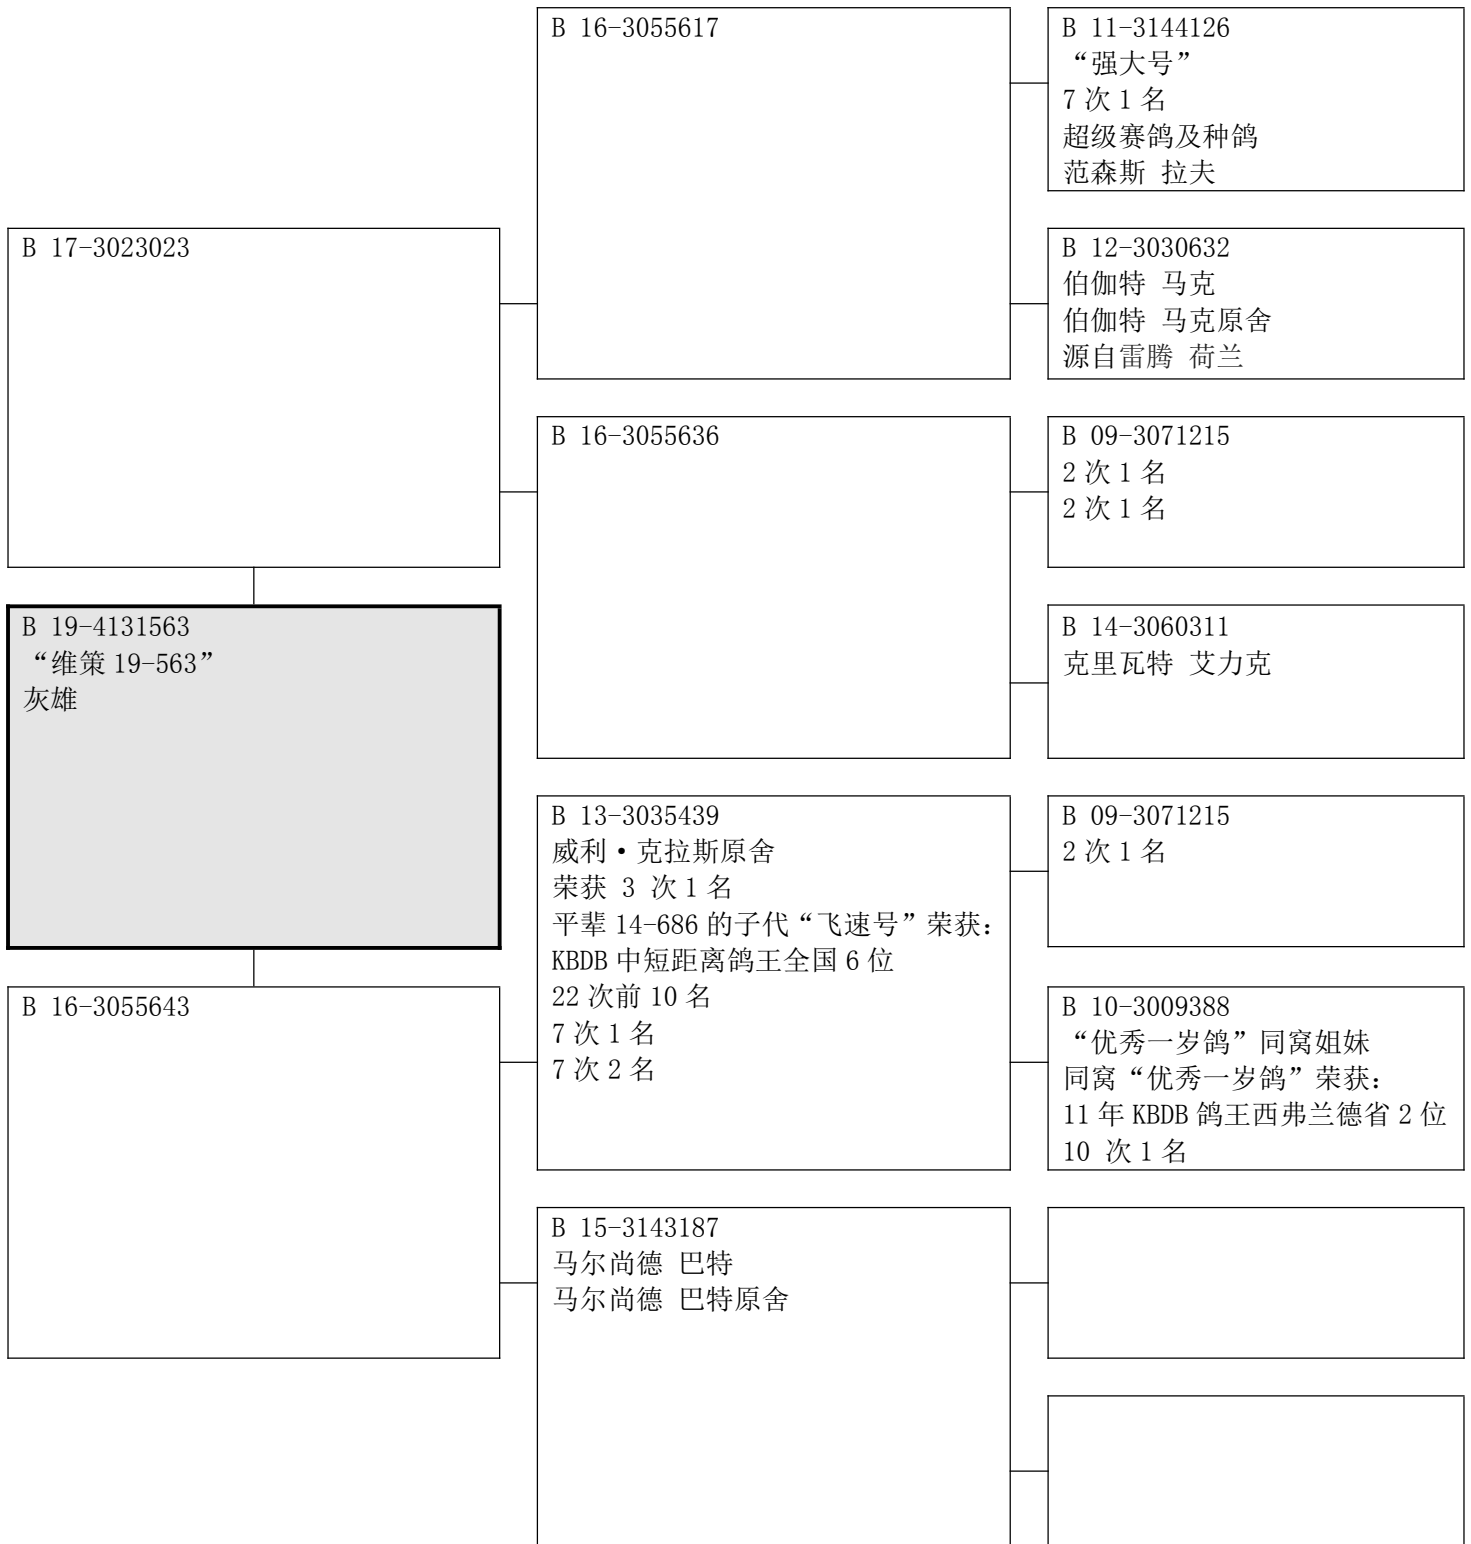 B 16-3055617
B 11-3144126
“强大号”
7 次 1 名
超级赛鸽及种鸽
范森斯 拉夫
B 17-3023023
B 12-3030632
伯伽特 马克
伯伽特 马克原舍
源自雷腾 荷兰
B 16-3055636
B 09-3071215
2 次 1 名
2 次 1 名
B 19-4131563
“维策 19-563”
灰雄
B 14-3060311
克里瓦特 艾力克
B 13-3035439
威利·克拉斯原舍
荣获 3 次 1 名
平辈 14-686 的子代“飞速号”荣获：
KBDB 中短距离鸽王全国 6 位
22 次前 10 名
7 次 1 名
7 次 2 名
B 09-3071215
2 次 1 名
B 16-3055643
B 10-3009388
“优秀一岁鸽”同窝姐妹
同窝“优秀一岁鸽”荣获：
11 年 KBDB 鸽王西弗兰德省 2 位
10 次 1 名
B 15-3143187
马尔尚德 巴特
马尔尚德 巴特原舍